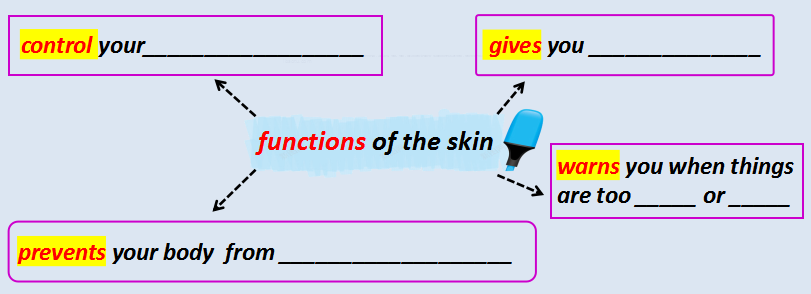 control your__________________
gives you ______________
functions of the skin
warns you when things
are too _____ or _____
prevents your body from ___________________